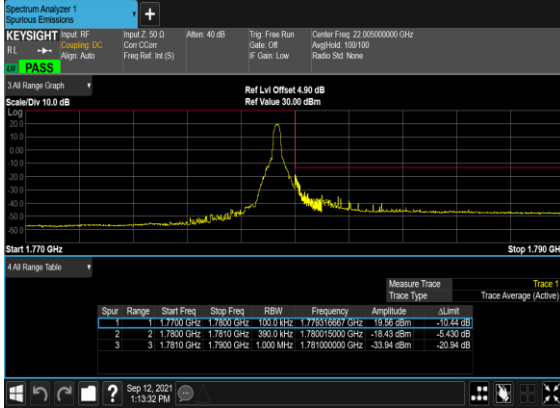 Spectrum Analyzer 1
Spurious Emissions
KEYSIGHT Input: RF Input Z: 50 Ω Atten: 40 dB Trig: Free Run Center Freq: 22.005000000 GHz
RL Coupling: DC Corr CCorr Gate: Off Avg|Hold: 100/100
Align: Auto Freq Ref: Int (S) IF Gain: Low Radio Std: None
LXI PASS
3 All Range Graph
Ref Lvl Offset 4.90 dB
Scale/Div 10.0 dB Ref Value 30.00 dBm
Log
20.0
10.0
0.00
-10.0
-20.0
-30.0
-40.0
-50.0
-60.0
Start 1.770 GHz Stop 1.790 GH
4 All Range Table
Measure Trace Trace 1
Trace Type Trace Average (Active)
Spur Range Start Freq Stop Freq RBW Frequency Amplitude ΔLimit
1 1 1.7700 GHz 1.7800 GHz 100.0 kHz 1.779316667 GHz 19.56 dBm -10.44 dB
2 2 1.7800 GHz 1.7810 GHz 390.0 kHz 1.780015000 GHz -18.43 dBm -5.430 dB
3 3 1.7810 GHz 1.7900 GHz 1.000 MHz 1.781000000 GHz -33.94 dBm -20.94 dB
Sep 12, 2021
1:13:32 PM